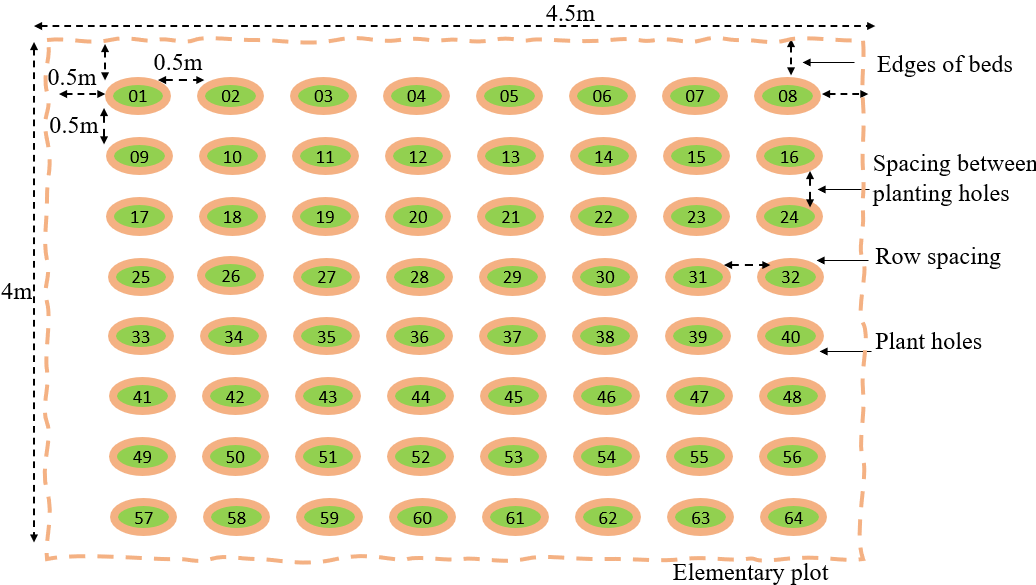 4.5m
0.5m
0.5m
Edges of beds
01 02 03 04 05 06 07 08
0.5m
09 10 11 12 13 14 15 16
Spacing between
planting holes
17 18 19 20 21 22 23 24
Row spacing
25 26 27 28 29 30 31 32
4m
33 34 35 36 37 38 39 40
Plant holes
41 42 43 44 45 46 47 48
49 50 51 52 53 54 55 56
57 58 59 60 61 62 63 64
Elementary plot